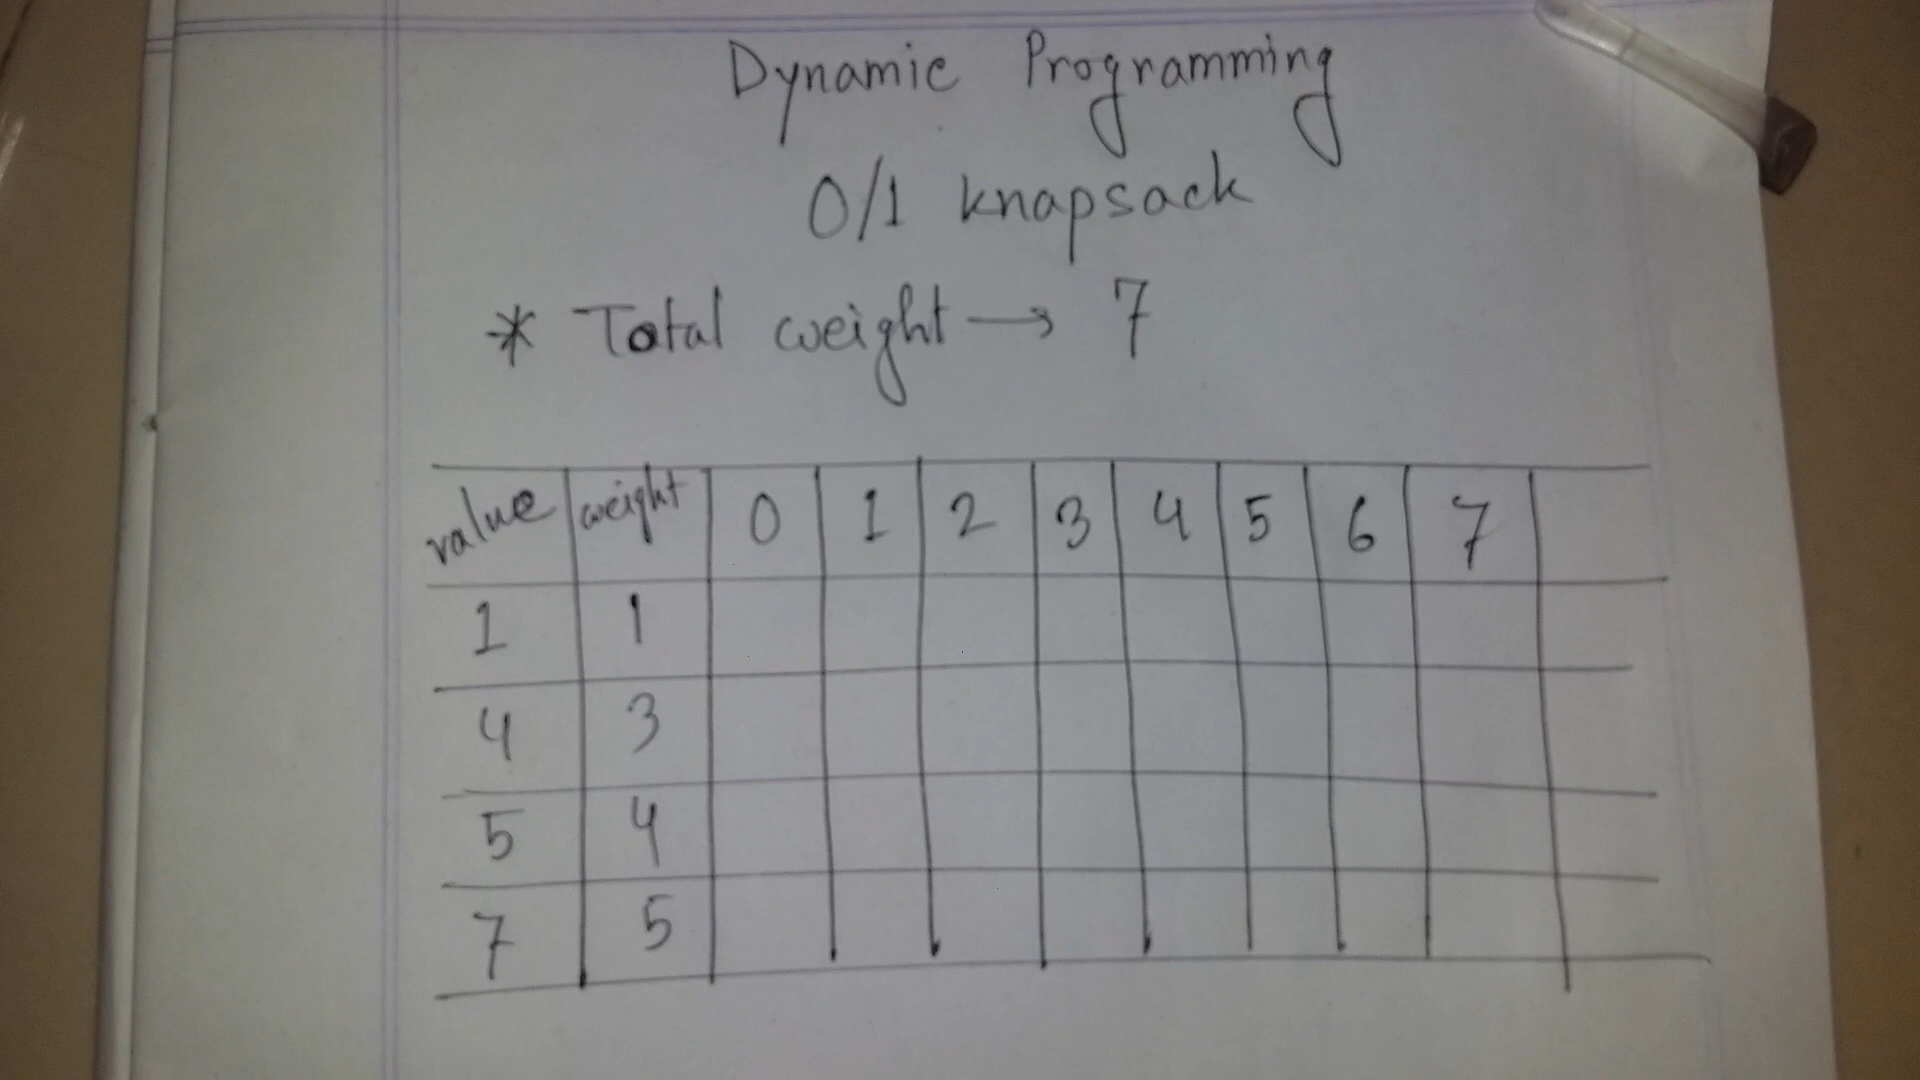 Dynamic Programming
0/1 knapsack
* Total weight → 7
value weight 0 1 2 3 4 5 6 7
1 1
4 3
5 4
7 5